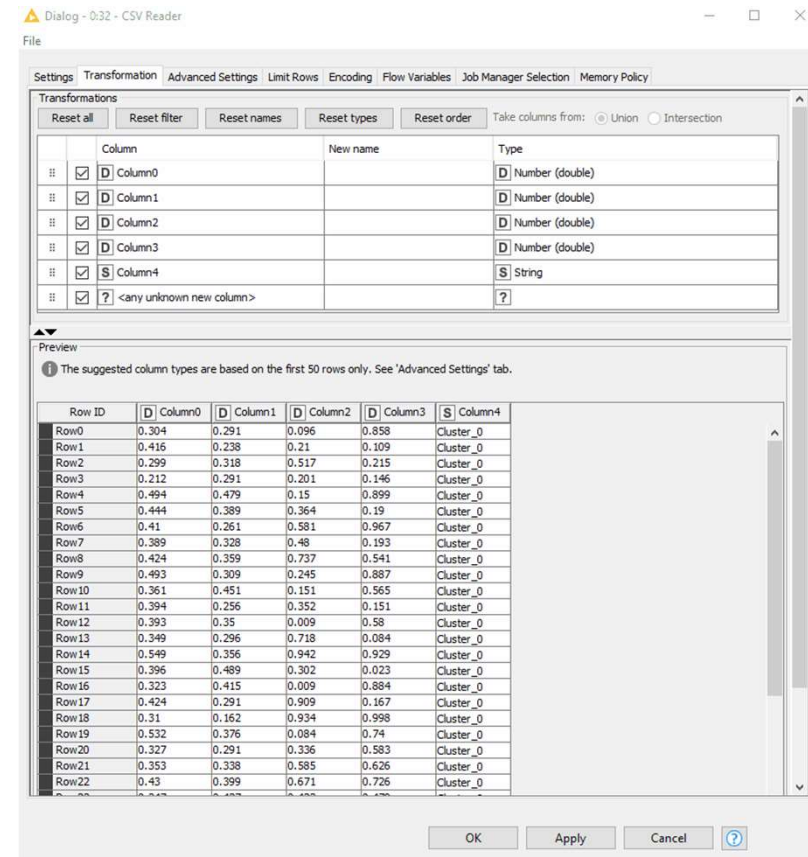 Dialog - 0:32 - CSV Reader
File
Settings Transformation Advanced Settings Limit Rows Encoding Flow Variables Job Manager Selection Memory Policy
Transformations
Reset all Reset filter Reset names Reset types Reset order Take columns from: Union Intersection
Column New name Type
D Column0 D Number (double)
D Column1 D Number (double)
D Column2 D Number (double)
D Column3 D Number (double)
S Column4 S String
? <any unknown new column> ?
Preview
The suggested column types are based on the first 50 rows only. See 'Advanced Settings' tab.
Row ID D Column0 D Column1 D Column2 D Column3 S Column4
Row0 0.304 0.291 0.096 0.858 Cluster_0
Row1 0.416 0.238 0.21 0.109 Cluster_0
Row2 0.299 0.318 0.517 0.215 Cluster_0
Row3 0.212 0.291 0.201 0.146 Cluster_0
Row4 0.494 0.479 0.15 0.899 Cluster_0
Row5 0.444 0.389 0.364 0.19 Cluster_0
Row6 0.41 0.261 0.581 0.967 Cluster_0
Row7 0.389 0.328 0.48 0.193 Cluster_0
Row8 0.424 0.359 0.737 0.541 Cluster_0
Row9 0.493 0.309 0.245 0.887 Cluster_0
Row10 0.361 0.451 0.151 0.565 Cluster_0
Row11 0.394 0.256 0.352 0.151 Cluster_0
Row12 0.393 0.35 0.009 0.58 Cluster_0
Row13 0.349 0.296 0.718 0.084 Cluster_0
Row14 0.549 0.356 0.942 0.929 Cluster_0
Row15 0.396 0.489 0.302 0.023 Cluster_0
Row16 0.323 0.415 0.009 0.884 Cluster_0
Row17 0.424 0.291 0.909 0.167 Cluster_0
Row18 0.31 0.162 0.934 0.998 Cluster_0
Row19 0.532 0.376 0.084 0.74 Cluster_0
Row20 0.327 0.291 0.336 0.583 Cluster_0
Row21 0.353 0.338 0.585 0.626 Cluster_0
Row22 0.43 0.399 0.671 0.726 Cluster_0
OK Apply Cancel ?